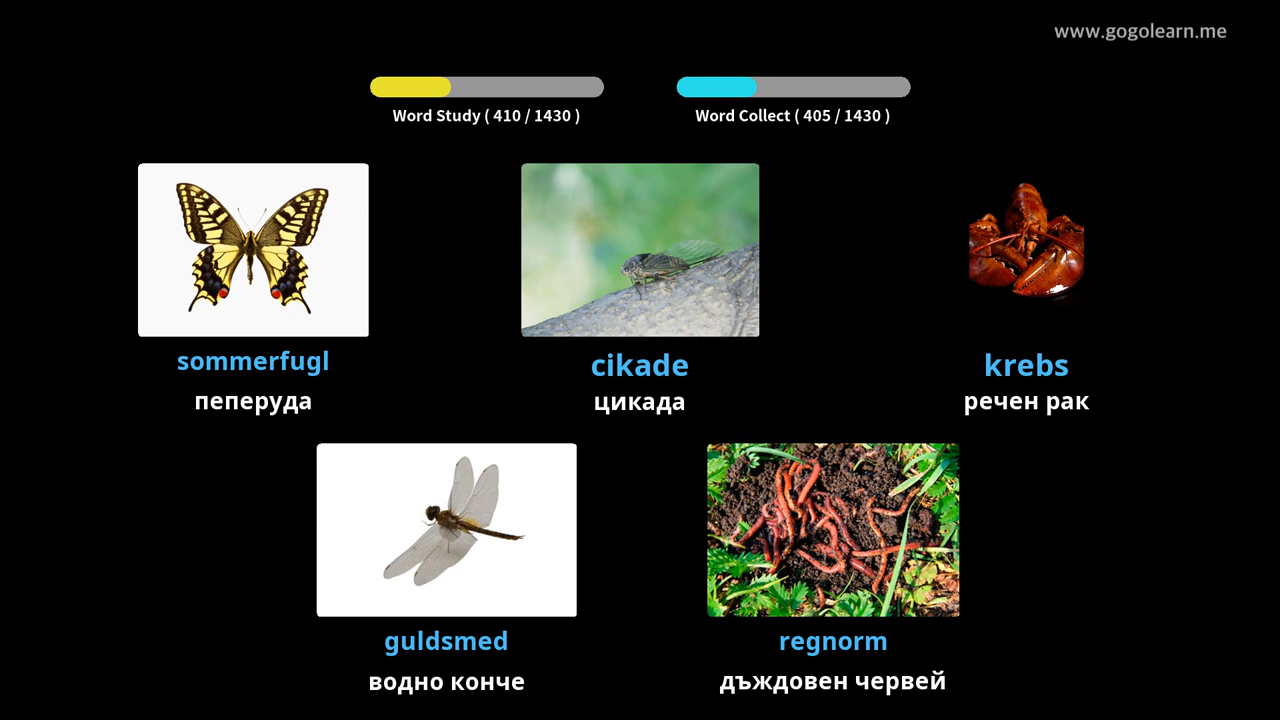 www.gogolearn.me
Word Study ( 410 / 1430 )
Word Collect ( 405 / 1430 )
sommerfugl
пеперуда
cikade
цикада
krebs
речен рак
guldsmed
водно конче
regnorm
дъждовен червей